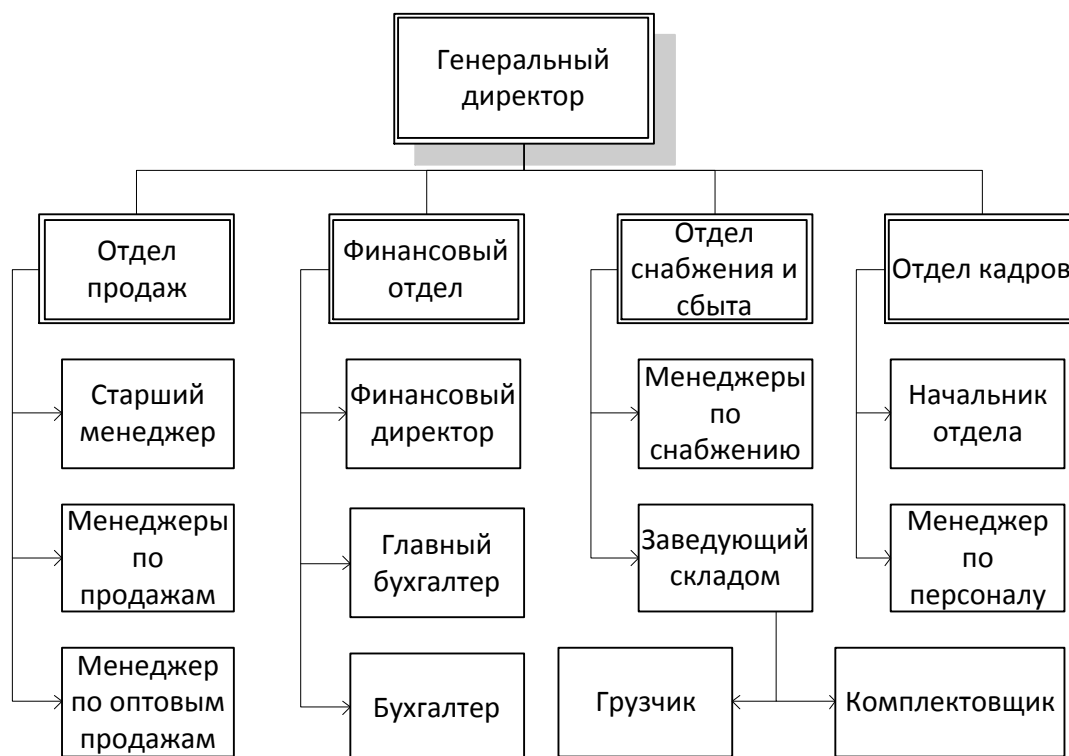 Генеральный
директор
Отдел
продаж
Финансовый
отдел
Отдел
снабжения и
сбыта
Отдел кадров
Старший
менеджер
Финансовый
директор
Менеджеры
по
снабжению
Начальник
отдела
Менеджеры
по
продажам
Главный
бухгалтер
Заведующий
складом
Менеджер
по
персоналу
Менеджер
по оптовым
продажам
Бухгалтер
Грузчик
Комплектовщик